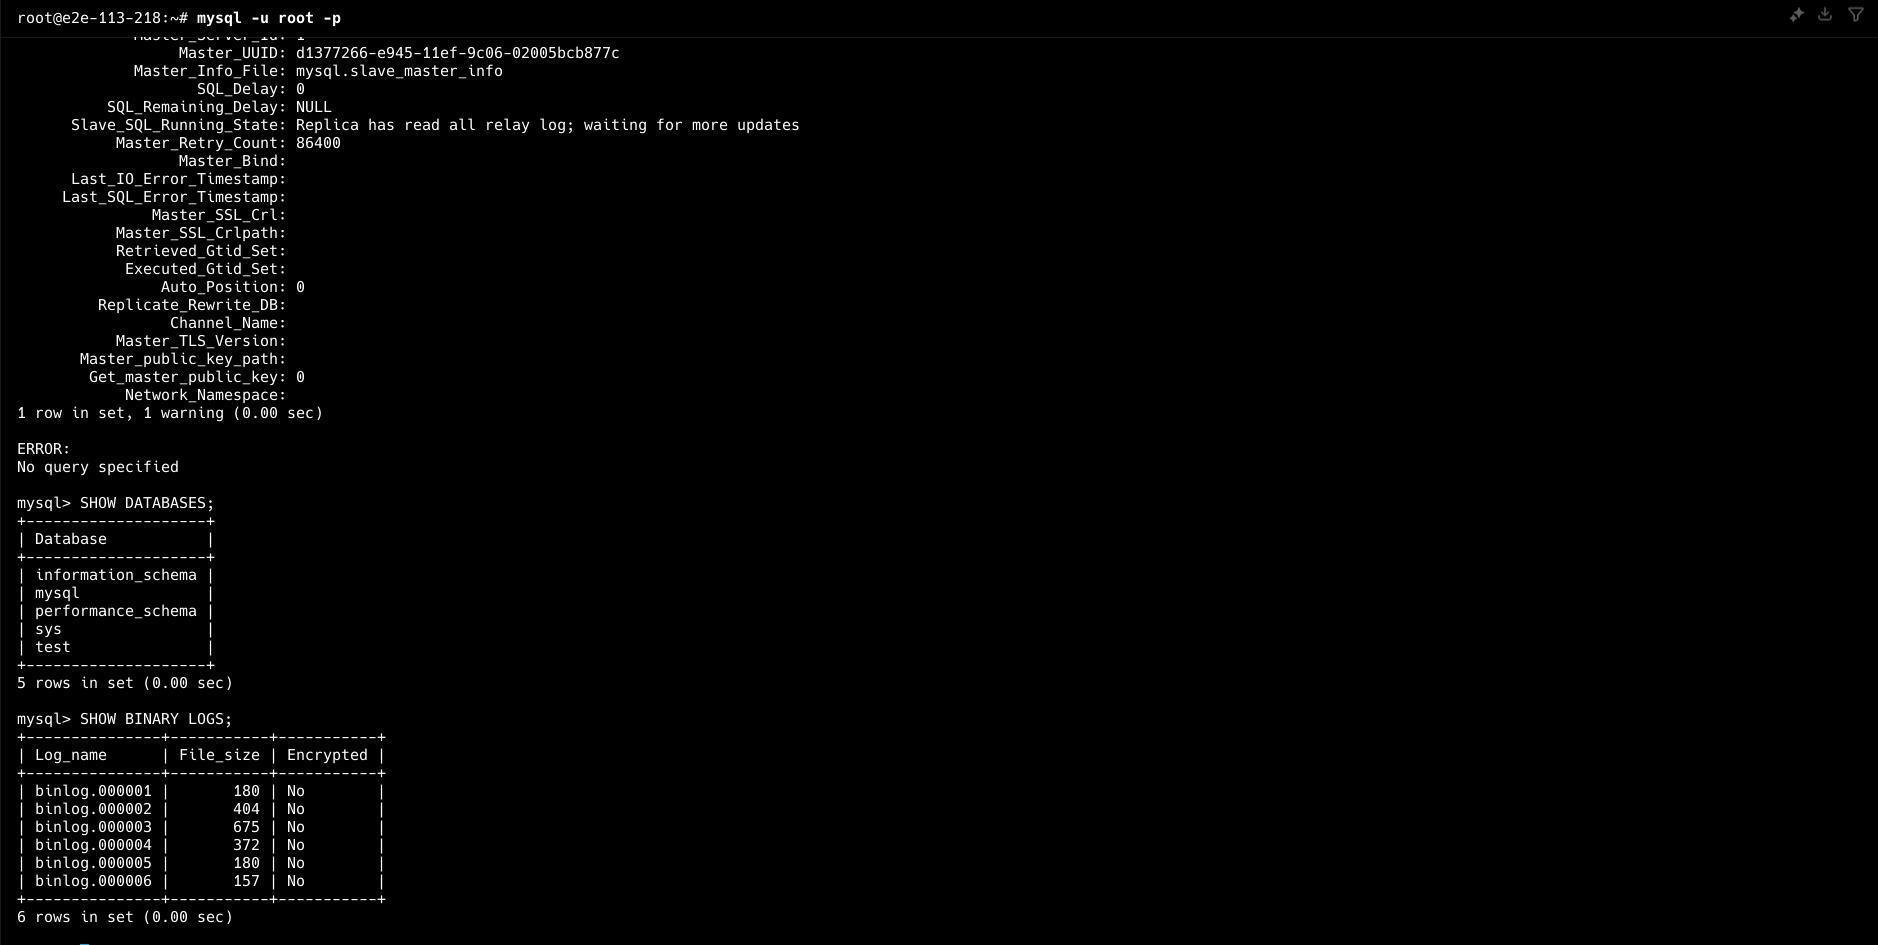 root@e2e-113-218:~# mysql -u root -p
Master_Server_Id: 1
Master_UUID: d1377266-e945-11ef-9c06-02005bcb877c
Master_Info_File: mysql.slave_master_info
SQL_Delay: 0
SQL_Remaining_Delay: NULL
Slave_SQL_Running_State: Replica has read all relay log; waiting for more updates
Master_Retry_Count: 86400
Master_Bind:
Last_IO_Error_Timestamp:
Last_SQL_Error_Timestamp:
Master_SSL_Crl:
Master_SSL_Crlpath:
Retrieved_Gtid_Set:
Executed_Gtid_Set:
Auto_Position: 0
Replicate_Rewrite_DB:
Channel_Name:
Master_TLS_Version:
Master_public_key_path:
Get_master_public_key: 0
Network_Namespace:
1 row in set, 1 warning (0.00 sec)
ERROR:
No query specified
mysql> SHOW DATABASES;
+--------------------+
| Database           |
+--------------------+
| information_schema |
| mysql              |
| performance_schema |
| sys                |
| test               |
+--------------------+
5 rows in set (0.00 sec)
mysql> SHOW BINARY LOGS;
+---------------+-----------+-----------+
| Log_name      | File_size | Encrypted |
+---------------+-----------+-----------+
| binlog.000001 |       180 | No        |
| binlog.000002 |       404 | No        |
| binlog.000003 |       675 | No        |
| binlog.000004 |       372 | No        |
| binlog.000005 |       180 | No        |
| binlog.000006 |       157 | No        |
+---------------+-----------+-----------+
6 rows in set (0.00 sec)